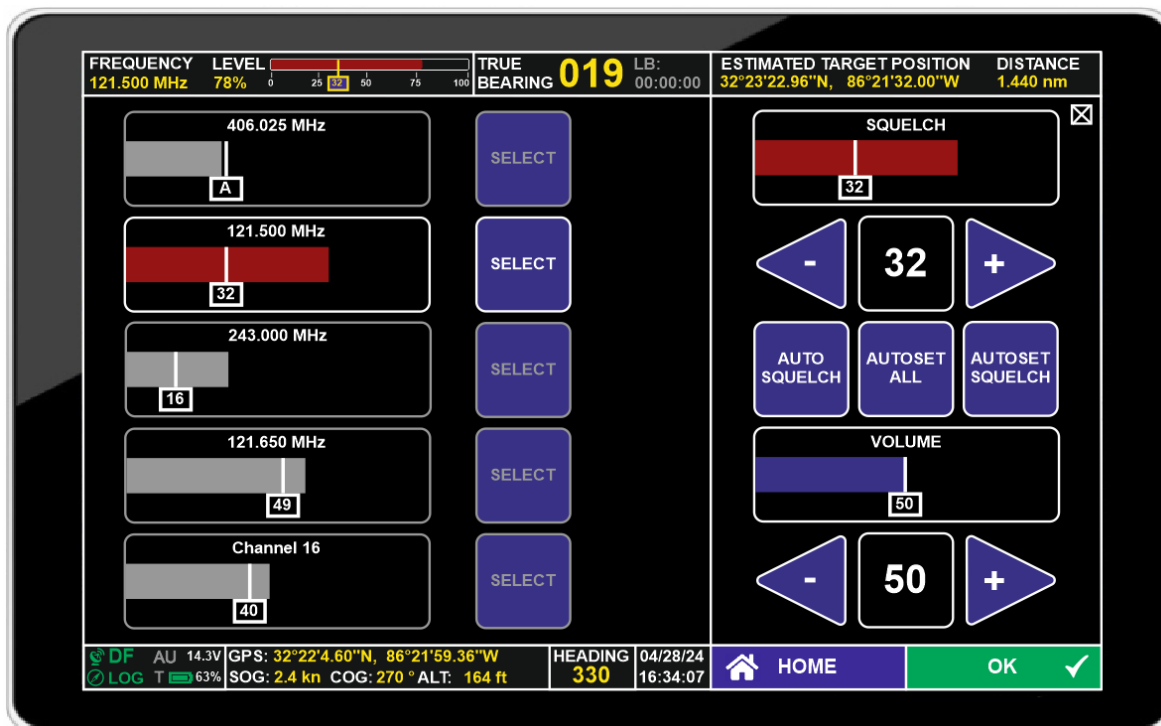 FREQUENCY LEVEL
121.500 MHz 78% 0 25 32 50 75 100
TRUE
BEARING 019 LB:
00:00:00
ESTIMATED TARGET POSITION DISTANCE
32°23'22.96"N, 86°21'32.00"W 1.440 nm
406.025 MHz
A
SELECT
121.500 MHz
32
SELECT
243.000 MHz
16
SELECT
121.650 MHz
49
SELECT
Channel 16
40
SELECT
SQUELCH
32
- 32 +
AUTO
SQUELCH
AUTOSET
ALL
AUTOSET
SQUELCH
VOLUME
50
- 50 +
DF AU 14.3V
LOG T 63%
GPS: 32°22'4.60"N, 86°21'59.36"W
SOG: 2.4 kn COG: 270 ° ALT: 164 ft
HEADING
330
04/28/24
16:34:07
HOME
OK